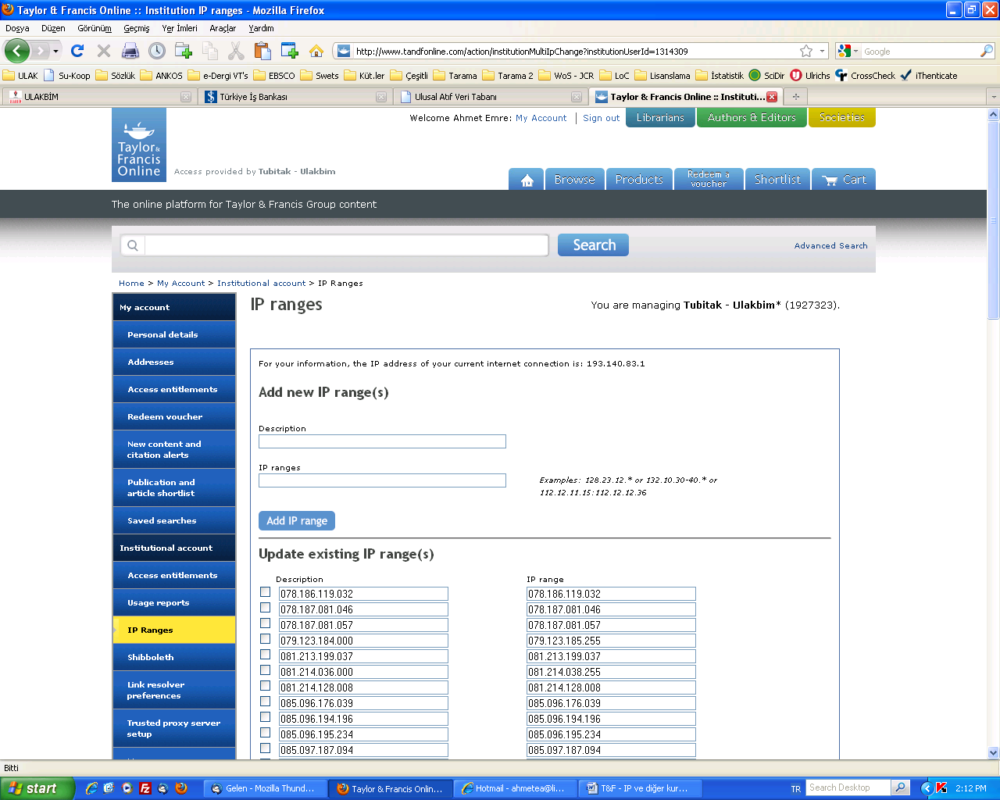 Taylor & Francis Online :: Institution IP ranges - Mozilla Firefox
Dosya Düzen Görünüm Geçmiş Yer İmleri Araçlar Yardım
http://www.tandfonline.com/action/institutionMultiIpChange?institutionUserId=1314309
Google
ULAK Su-Koop Sözlük ANKOS e-Dergi VT's EBSCO Swets Küt.ler Çeşitli Tarama Tarama 2 WoS - JCR LoC Lisanslama İstatistik SciDir Ulrichs CrossCheck iThenticate
ULAKBİM Türkiye İş Bankası Ulusal Atıf Veri Tabanı Taylor & Francis Online :: Instituti...
Welcome Ahmet Emre: My Account | Sign out Librarians Authors & Editors Societies
Taylor & Francis Online
Access provided by Tubitak - Ulakbim
Browse Products Redeem a voucher Shortlist Cart
The online platform for Taylor & Francis Group content
Search
Advanced Search
Home > My Account > Institutional account > IP Ranges
My account
Personal details
Addresses
Access entitlements
Redeem voucher
New content and
citation alerts
Publication and
article shortlist
Saved searches
Institutional account
Access entitlements
Usage reports
IP Ranges
Shibboleth
Link resolver
preferences
Trusted proxy server
setup
IP ranges
You are managing Tubitak - Ulakbim* (1927323).
For your information, the IP address of your current internet connection is: 193.140.83.1
Add new IP range(s)
Description
IP ranges
Examples: 128.23.12.* or 132.10.30-40.* or
112.12.11.15:112.12.12.36
Add IP range
Update existing IP range(s)
Description IP range
078.186.119.032 078.186.119.032
078.187.081.046 078.187.081.046
078.187.081.057 078.187.081.057
079.123.184.000 079.123.185.255
081.213.199.037 081.213.199.037
081.214.036.000 081.214.038.255
081.214.128.008 081.214.128.008
085.096.176.039 085.096.176.039
085.096.194.196 085.096.194.196
085.096.195.234 085.096.195.234
085.097.187.094 085.097.187.094
Bitti
start Gelen - Mozilla Thund... Taylor & Francis Onlin... Hotmail - ahmetea@li... T&F - IP ve diğer kur... TR Search Desktop 2:12 PM